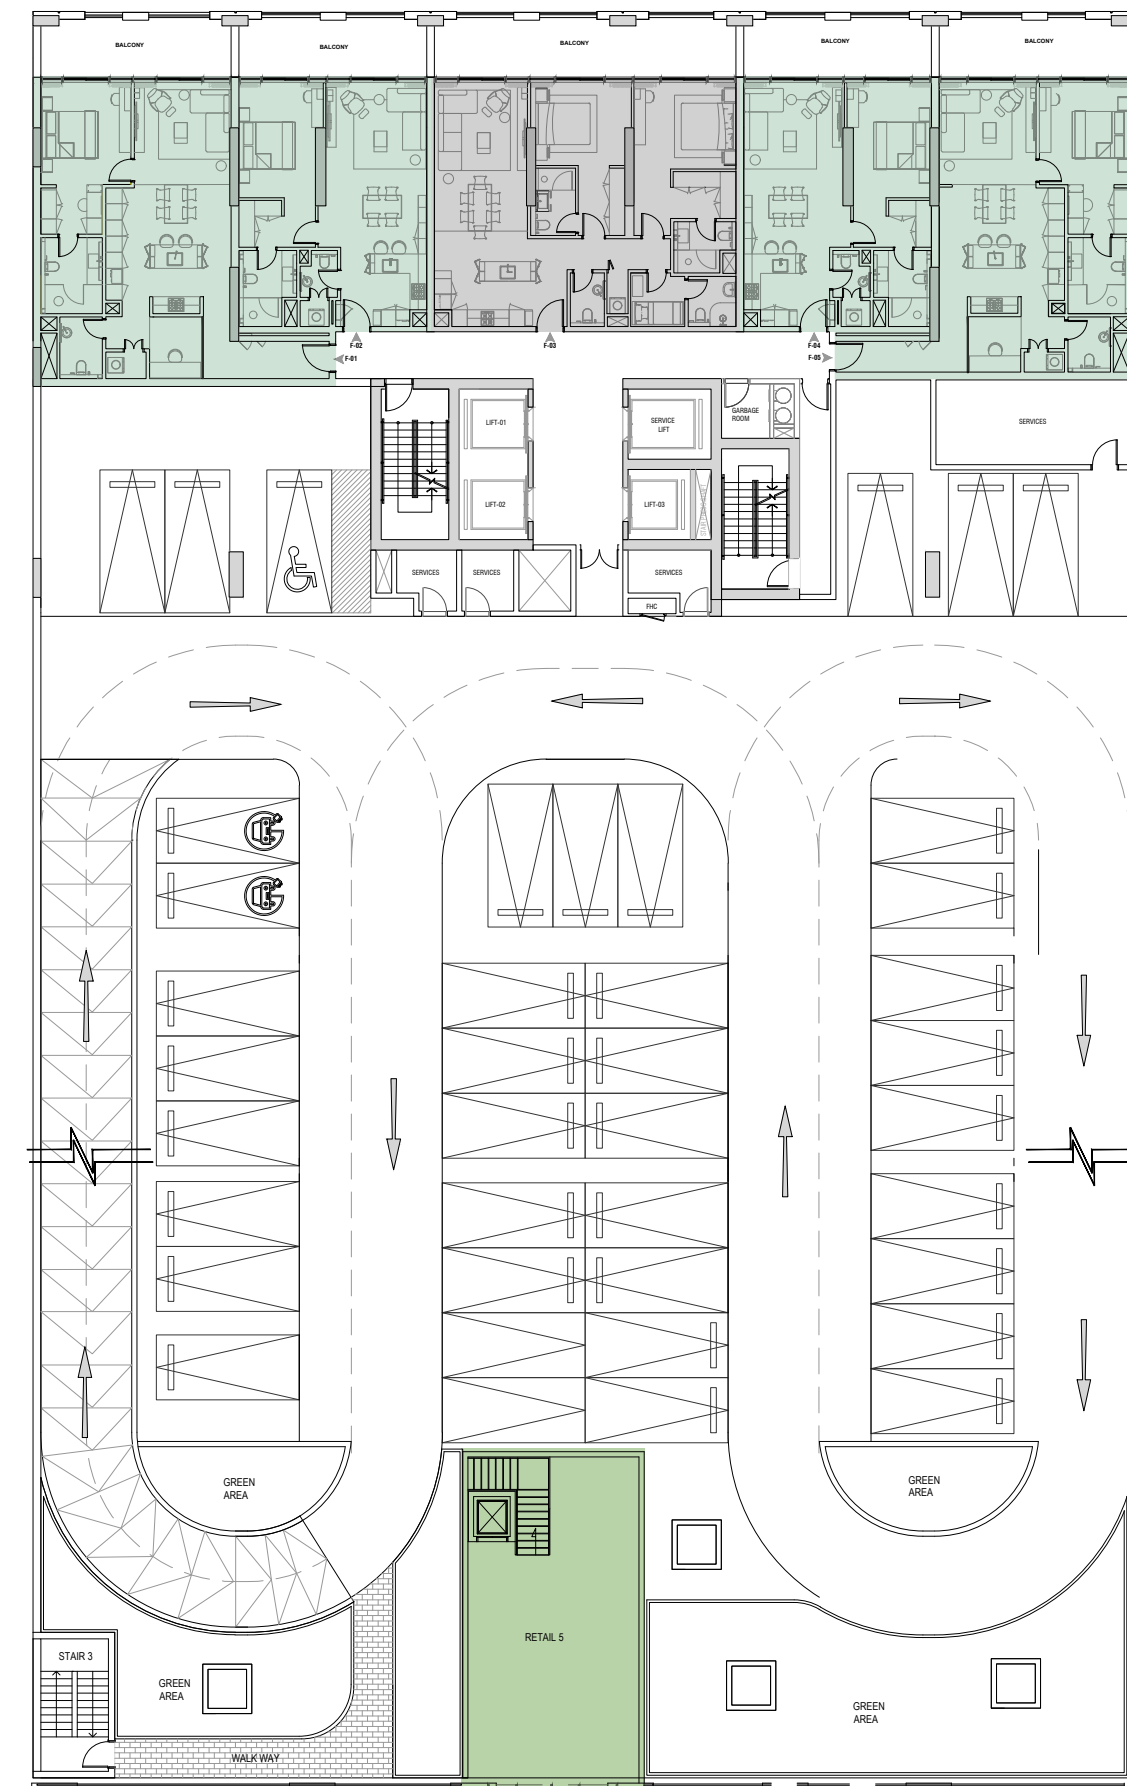 BALCONY
BALCONY
BALCONY
BALCONY
BALCONY
F-02
F-01
F-03
F-04
F-05
LIFT-01
SERVICE
LIFT
GARBAGE
ROOM
SERVICES
LIFT-02
LIFT-03
SERVICES
SERVICES
SERVICES
FHC
GREEN
AREA
GREEN
AREA
4
RETAIL 5
STAIR 3
GREEN
AREA
GREEN
AREA
WALK WAY